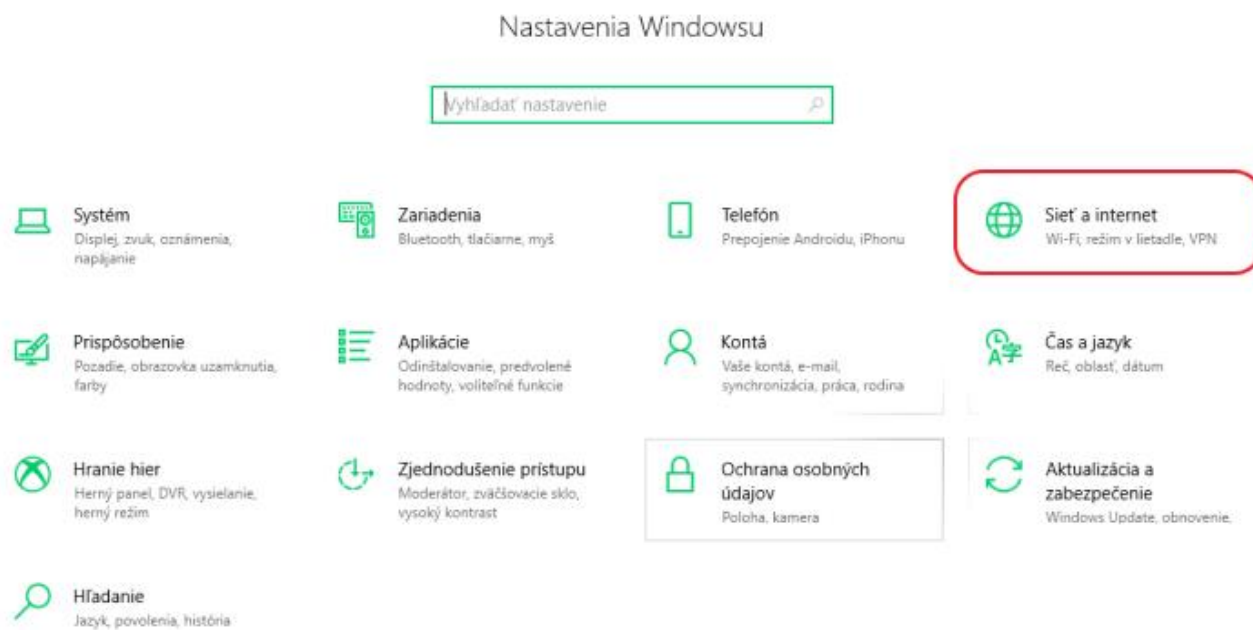 Nastavenia Windowsu
Vyhľadať nastavenie
Systém
Displej, zvuk, oznámenia,
napájanie
Zariadenia
Bluetooth, tlačiarne, myš
Telefón
Prepojenie Androidu, iPhonu
Sieť a internet
Wi-Fi, režim v lietadle, VPN
Prispôsobenie
Pozadie, obrazovka uzamknutia,
farby
Aplikácie
Odinštalovanie, predvolené
hodnoty, voliteľné funkcie
Kontá
Vaše kontá, e-mail,
synchronizácia, práca, rodina
Čas a jazyk
Reč, oblasť, dátum
Hranie hier
Herný panel, DVR, vysielanie,
herný režim
Zjednodušenie prístupu
Moderátor, zväčšovacie sklo,
vysoký kontrast
Ochrana osobných
údajov
Poloha, kamera
Aktualizácia a
zabezpečenie
Windows Update, obnovenie,
Hľadanie
Jazyk, povolenia, história